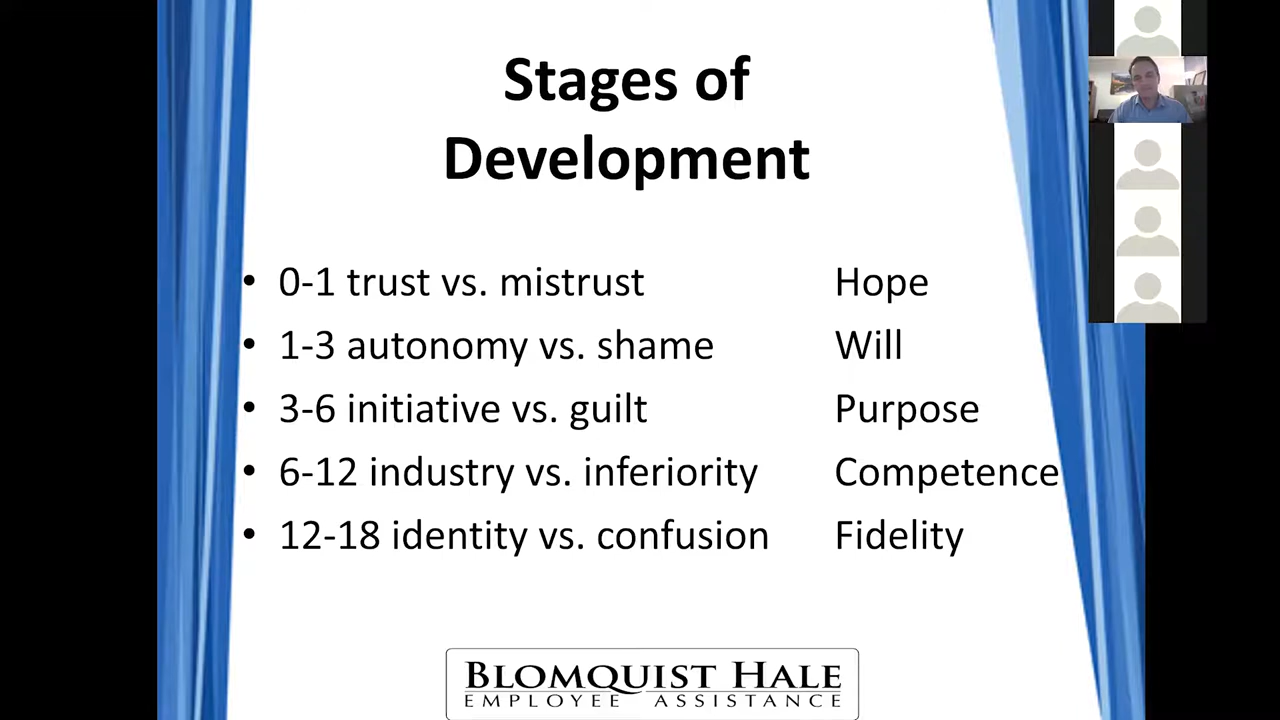 Stages of
Development
• 0-1 trust vs. mistrust Hope
• 1-3 autonomy vs. shame Will
• 3-6 initiative vs. guilt Purpose
• 6-12 industry vs. inferiority Competence
• 12-18 identity vs. confusion Fidelity
BLOMQUIST HALE
EMPLOYEE ASSISTANCE